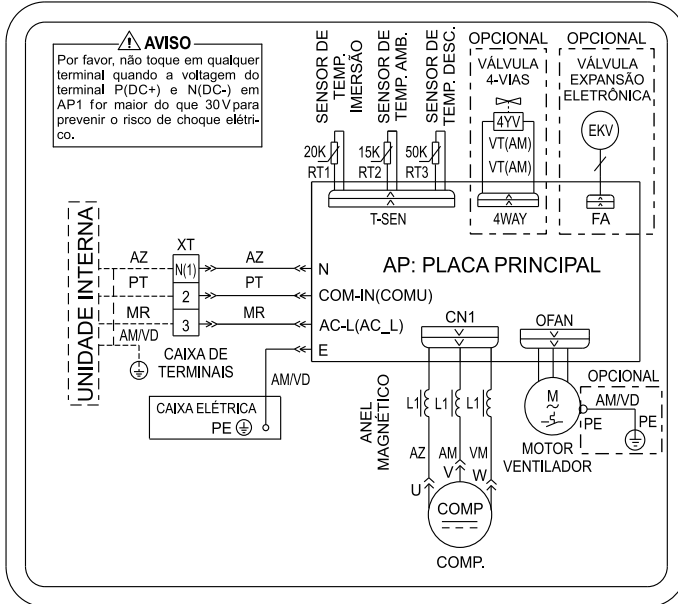 AVISO
Por favor, não toque em qualquer
terminal quando a voltagem do
terminal P(DC+) e N(DC-) em
AP1 for maior do que 30V para
prevenir o risco de choque elétri-
co.
SENSOR DE
TEMP.
IMERSÃO
SENSOR DE
TEMP. AMB.
SENSOR DE
TEMP. DESC.
OPCIONAL
VÁLVULA
4-VIAS
4YV
VT(AM)
VT(AM)
4WAY
OPCIONAL
VÁLVULA
EXPANSÃO
ELETRÔNICA
EKV
FA
20K
RT1
15K
RT2
50K
RT3
T-SEN
UNIDADE INTERNA
XT
AZ
N(1)
AZ
N
PT
2
PT
COM-IN(COMU)
MR
3
MR
AC-L(AC_L)
AM/VD
E
CAIXA DE
TERMINAIS
AM/VD
CAIXA ELÉTRICA
PE
AP: PLACA PRINCIPAL
CN1
OFAN
ANEL
MAGNÉTICO
L1
L1
L1
AZ
AM
VM
U
V
W
COMP
COMP.
M
~
MOTOR
VENTILADOR
OPCIONAL
AM/VD
PE
PE